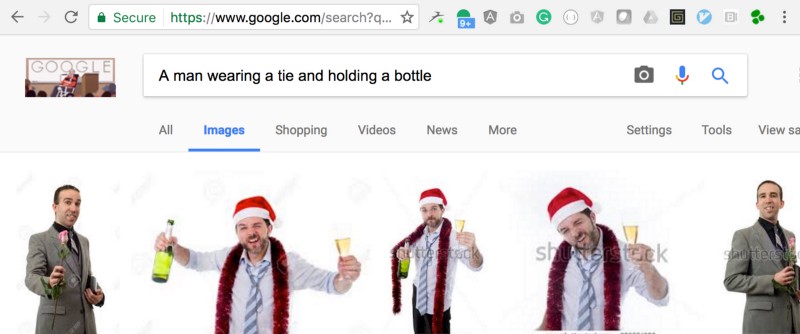 Secure https://www.google.com/search?q...
9+
GOOGLE
A man wearing a tie and holding a bottle
All Images Shopping Videos News More Settings Tools View sa
shutterstock
shutterstock
shutterstock